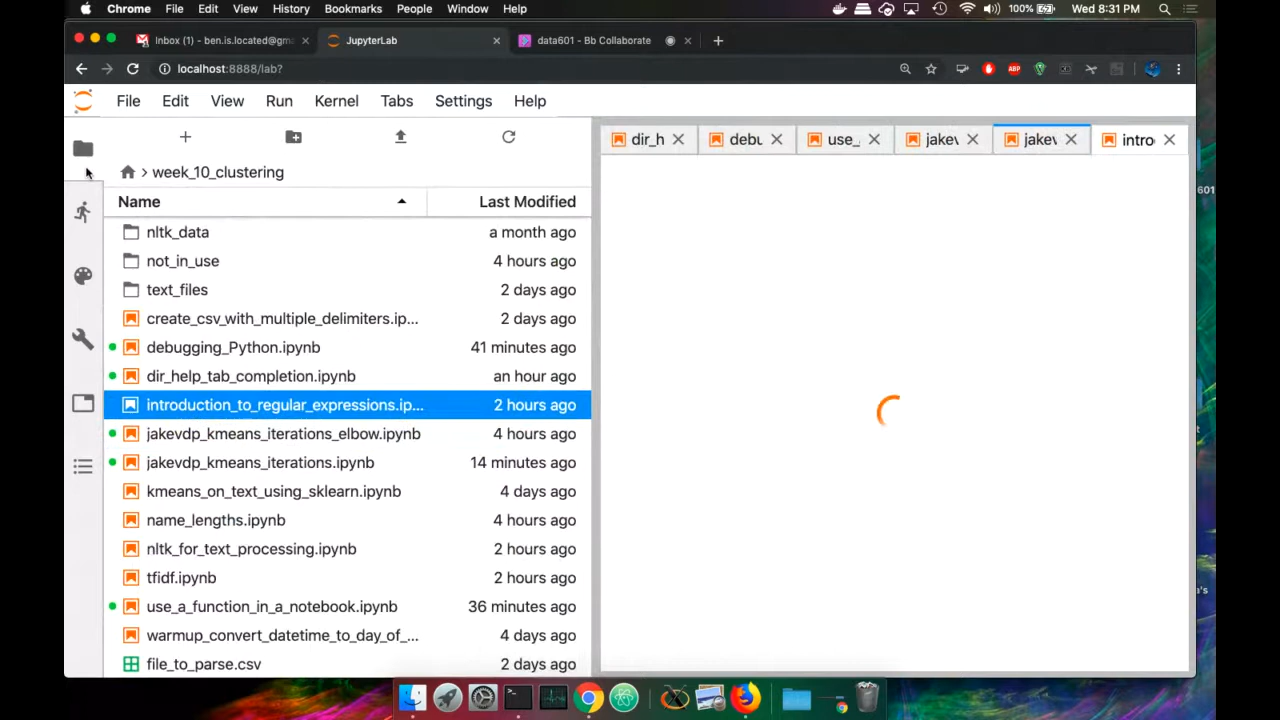 Chrome File Edit View History Bookmarks People Window Help 100% Wed 8:31 PM
Inbox (1) - ben.is.located@gm
JupyterLab
data601 - Bb Collaborate
localhost:8888/lab?
ABP
File Edit View Run Kernel Tabs Settings Help
dir_h
debu
use_
jakev
jakev
intro
week_10_clustering
Name Last Modified
nltk_data a month ago
not_in_use 4 hours ago
text_files 2 days ago
create_csv_with_multiple_delimiters.ip... 2 days ago
debugging_Python.ipynb 41 minutes ago
dir_help_tab_completion.ipynb an hour ago
introduction_to_regular_expressions.ip... 2 hours ago
jakevdp_kmeans_iterations_elbow.ipynb 4 hours ago
jakevdp_kmeans_iterations.ipynb 14 minutes ago
kmeans_on_text_using_sklearn.ipynb 4 days ago
name_lengths.ipynb 4 hours ago
nltk_for_text_processing.ipynb 2 hours ago
tfidf.ipynb 2 hours ago
use_a_function_in_a_notebook.ipynb 36 minutes ago
warmup_convert_datetime_to_day_of_... 4 days ago
file_to_parse.csv 2 days ago
601